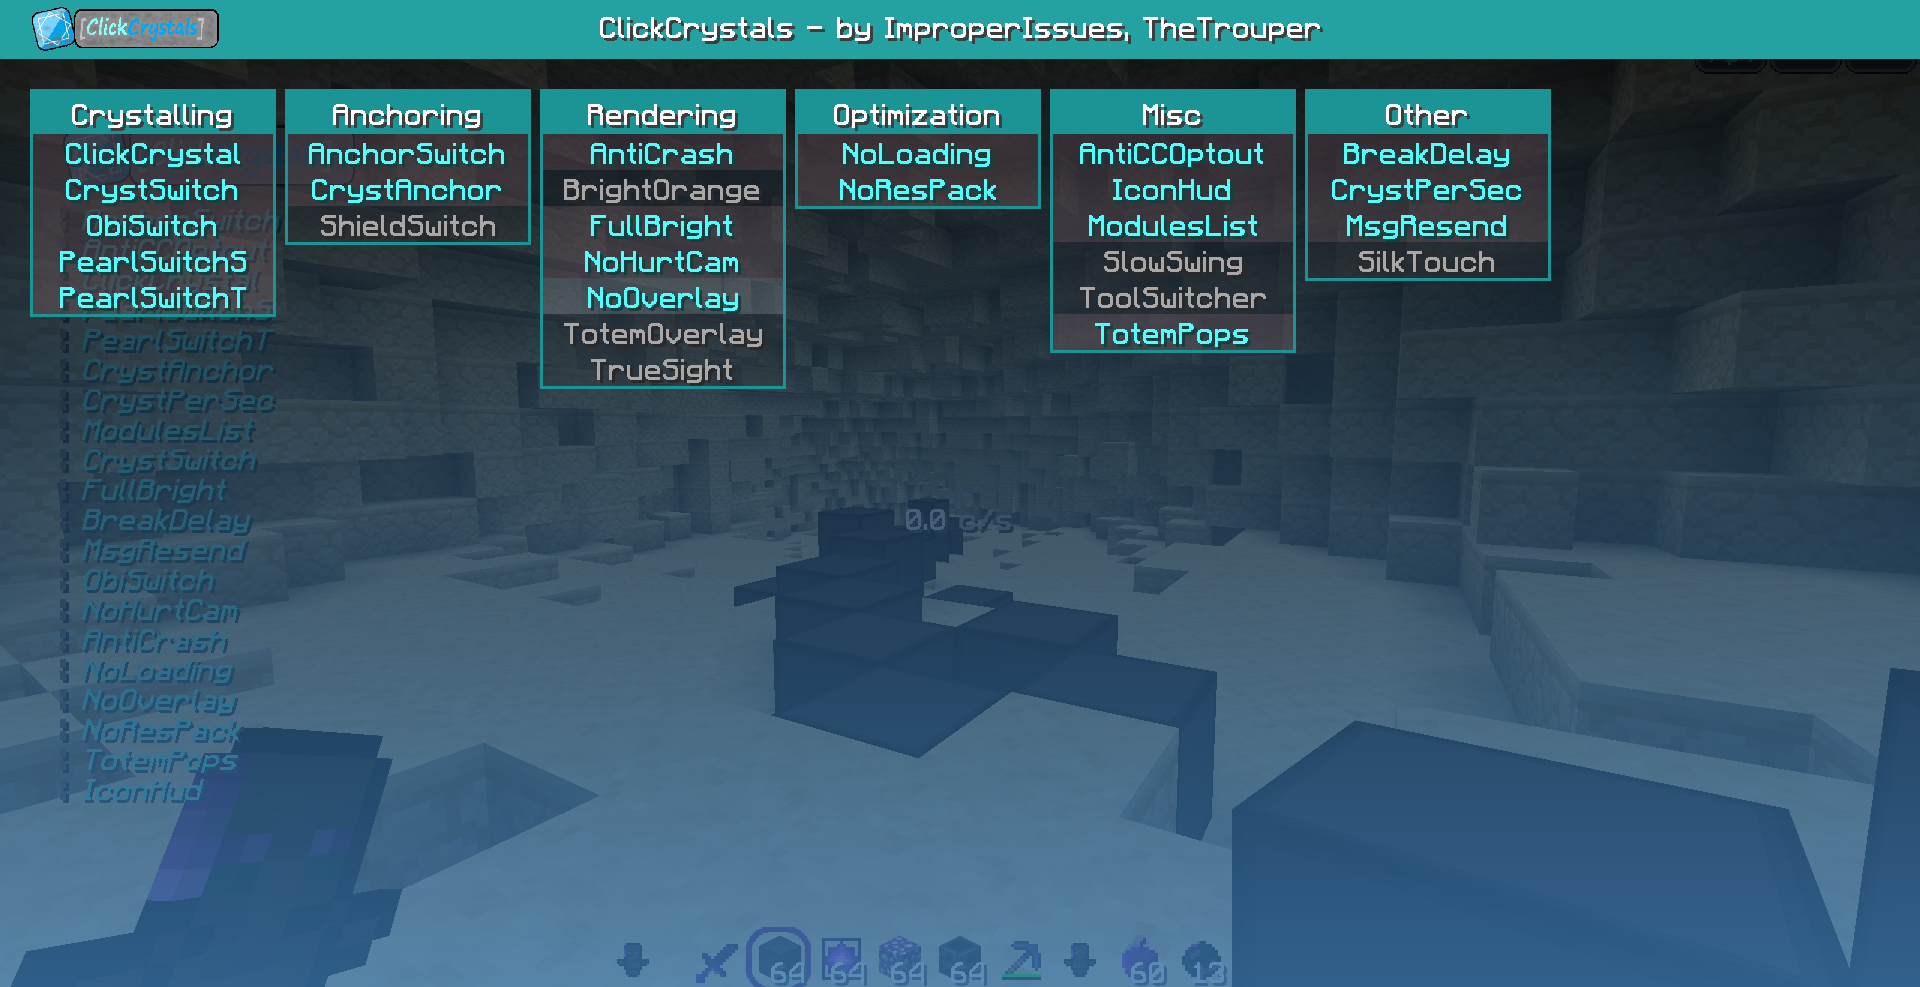 [ClickCrystals]
ClickCrystals - by ImproperIssues, TheTrouper
Crystalling
ClickCrystal
CrystSwitch
ObiSwitch
PearlSwitchS
PearlSwitchT
Anchoring
AnchorSwitch
CrystAnchor
ShieldSwitch
Rendering
AntiCrash
BrightOrange
FullBright
NoHurtCam
NoOverlay
TotemOverlay
TrueSight
Optimization
NoLoading
NoResPack
Misc
AntiCCOptout
IconHud
ModulesList
SlowSwing
ToolSwitcher
TotemPops
Other
BreakDelay
CrystPerSec
MsgResend
SilkTouch
PearlSwitchT
CrystAnchor
CrystPerSec
ModulesList
CrystSwitch
FullBright
BreakDelay
MsgResend
ObiSwitch
NoHurtCam
AntiCrash
NoLoading
NoOverlay
NoResPack
TotemPops
IconHud
0.0 c/s
64 64 64 64 60 13